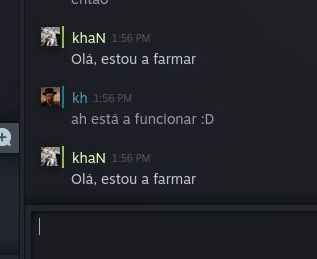 então
khaN 1:56 PM
Olá, estou a farmar
kh 1:56 PM
ah está a funcionar :D
khaN 1:56 PM
Olá, estou a farmar